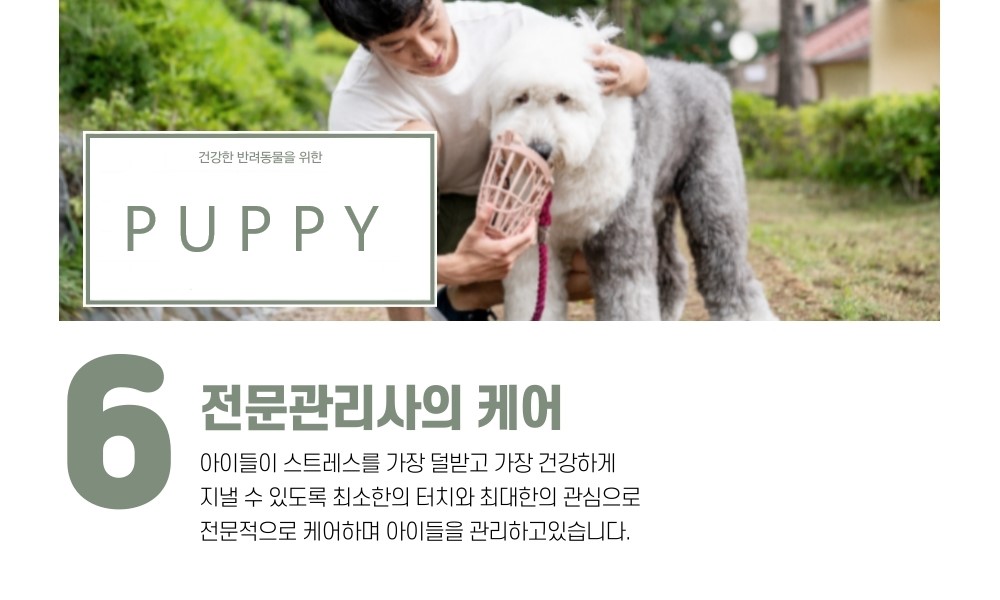 건강한 반려동물을 위한
PUPPY
6
전문관리사의 케어
아이들이 스트레스를 가장 덜받고 가장 건강하게
지낼 수 있도록 최소한의 터치와 최대한의 관심으로
전문적으로 케어하며 아이들을 관리하고있습니다.